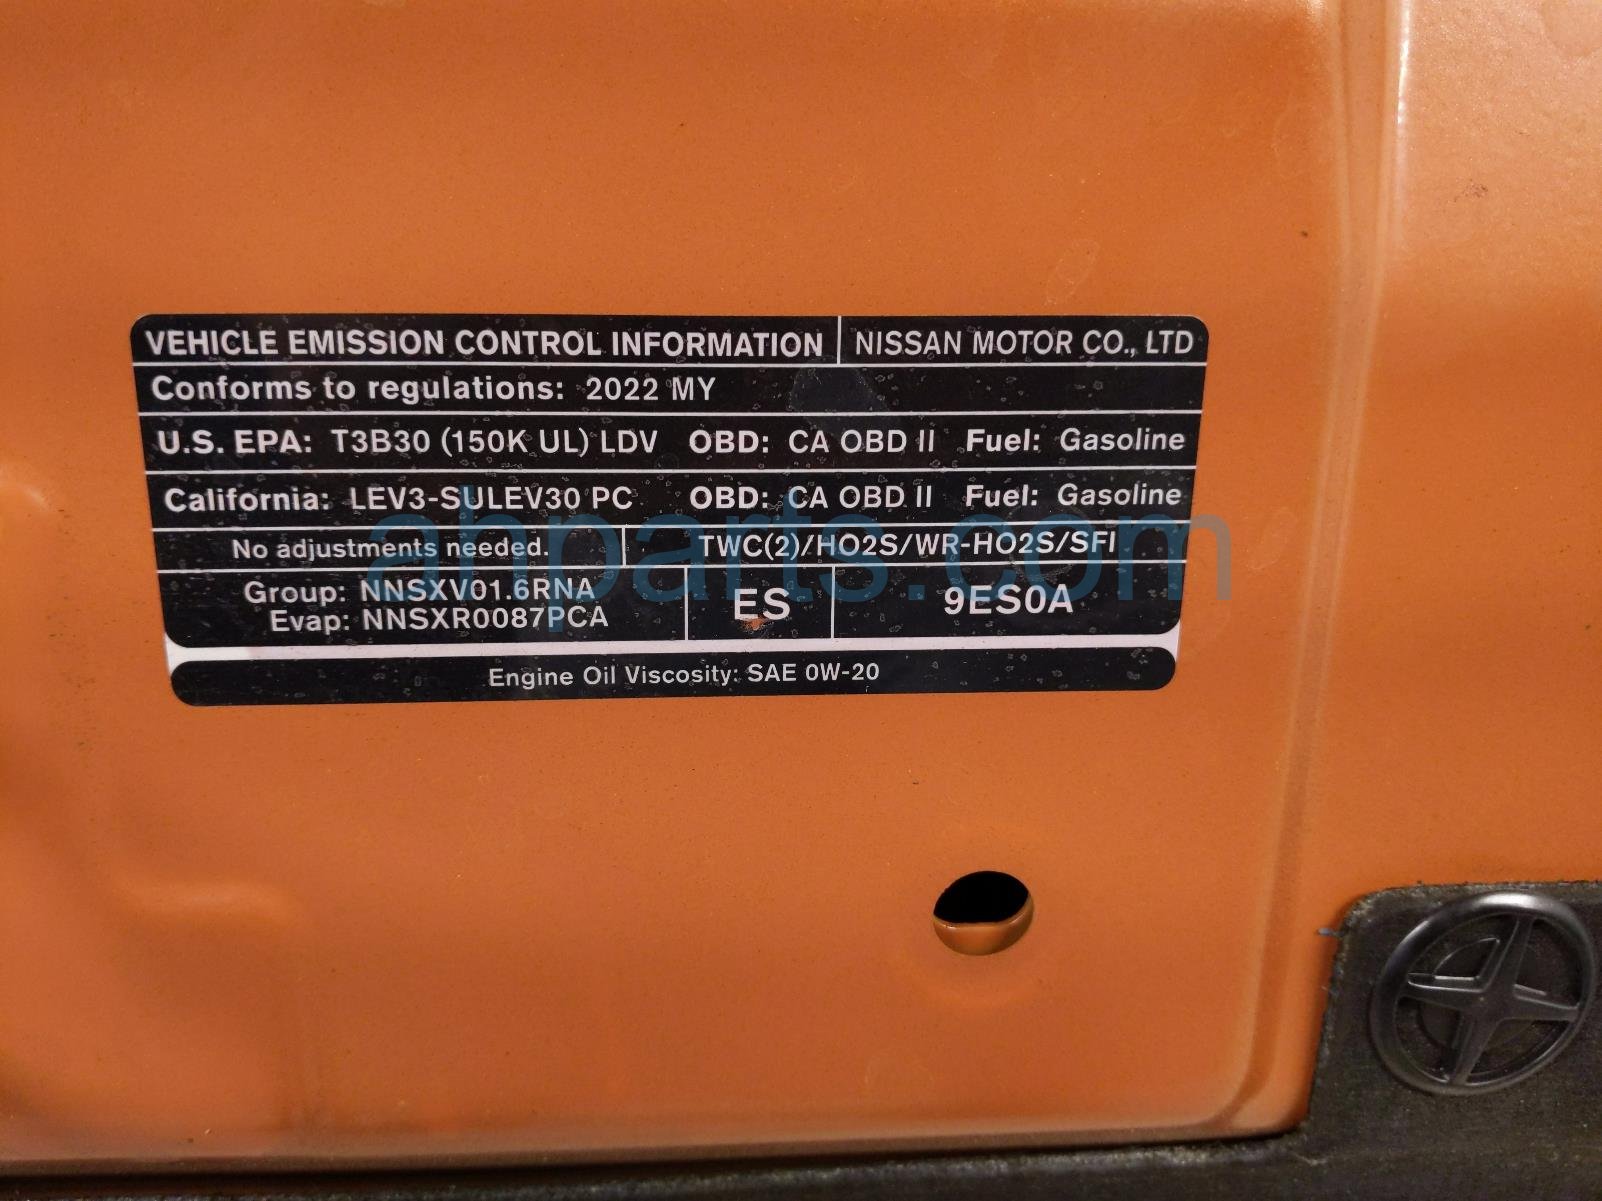 VEHICLE EMISSION CONTROL INFORMATION NISSAN MOTOR CO., LTD
Conforms to regulations: 2022 MY
U.S. EPA: T3B30 (150K UL) LDV OBD: CA OBD II Fuel: Gasoline
California: LEV3-SULEV30 PC OBD: CA OBD II Fuel: Gasoline
No adjustments needed. TWC(2)/HO2S/WR-HO2S/SFI
Group: NNSXV01.6RNA
Evap: NNSXR0087PCA
ES
9ES0A
Engine Oil Viscosity: SAE 0W-20
ahparts.com